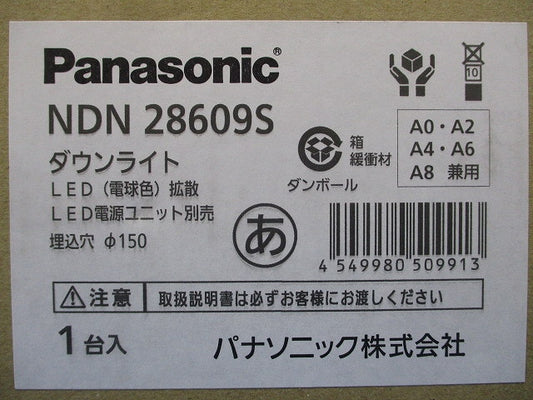 Panasonic®
NDN 28609S
ダウンライト
LED（電球色）拡散
LED電源ユニット別売
埋込穴 φ150
10
箱
緩衝材
ダンボール
A0・A2
A4・A6
A8 兼用
あ
4 549980 509913
注意
取扱説明書は必ずお客様にお渡しください
1台入
パナソニック株式会社